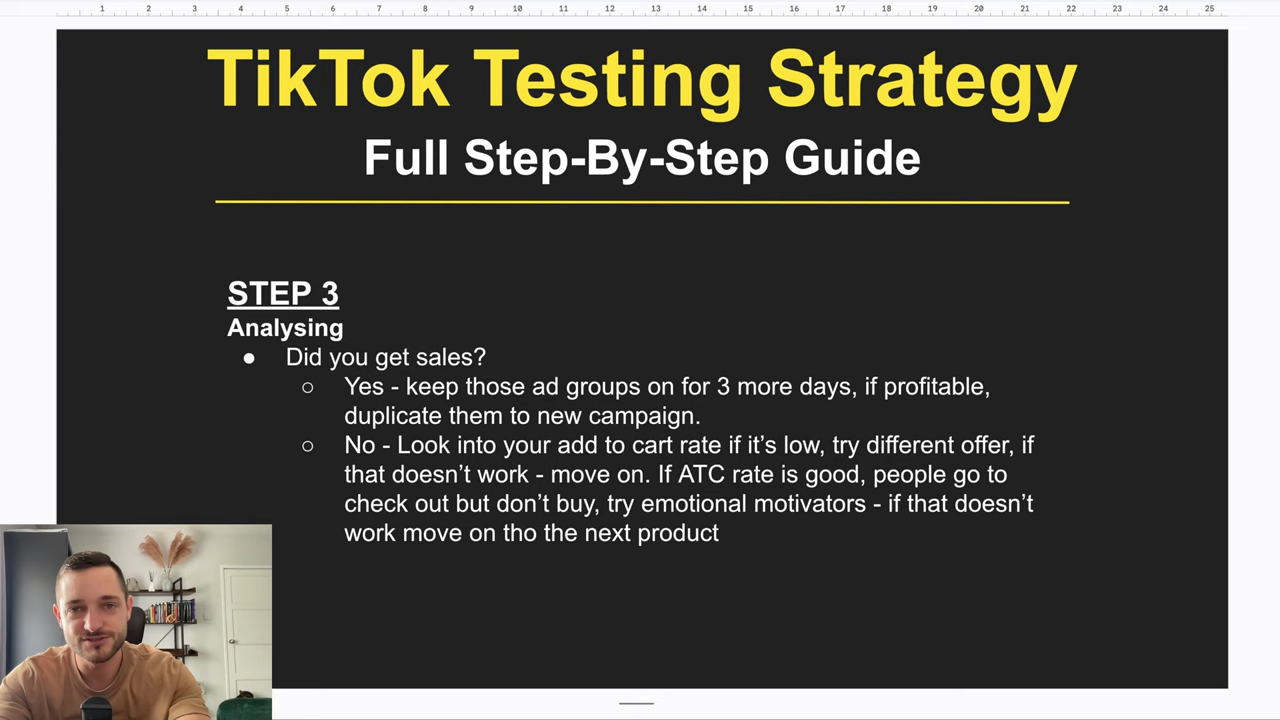 1 2 3 4 5 6 7 8 9 10 11 12 13 14 15 16 17 18 19 20 21 22 23 24 25
TikTok Testing Strategy
Full Step-By-Step Guide
STEP 3
Analysing
● Did you get sales?
○ Yes - keep those ad groups on for 3 more days, if profitable,
duplicate them to new campaign.
○ No - Look into your add to cart rate if it’s low, try different offer, if
that doesn’t work - move on. If ATC rate is good, people go to
check out but don’t buy, try emotional motivators - if that doesn’t
work move on tho the next product